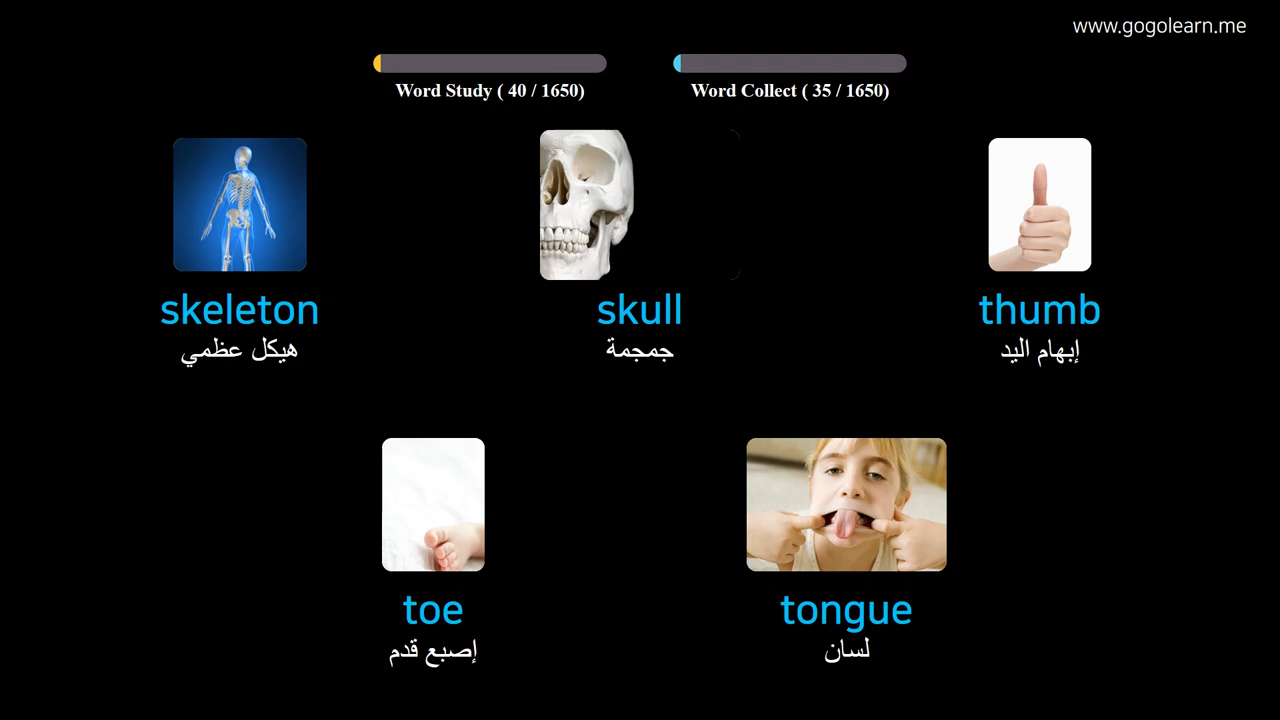 www.gogolearn.me
Word Study ( 40 / 1650)
Word Collect ( 35 / 1650)
skeleton
هيكل عظمي
skull
جمجمة
thumb
إبهام اليد
toe
إصبع قدم
tongue
لسان